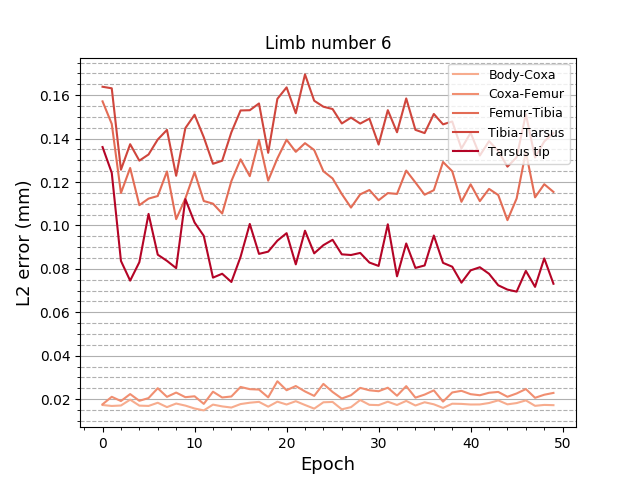 Limb number 6
L2 error (mm)
0.16
0.14
0.12
0.10
0.08
0.06
0.04
0.02
Body-Coxa
Coxa-Femur
Femur-Tibia
Tibia-Tarsus
Tarsus tip
0 10 20 30 40 50
Epoch